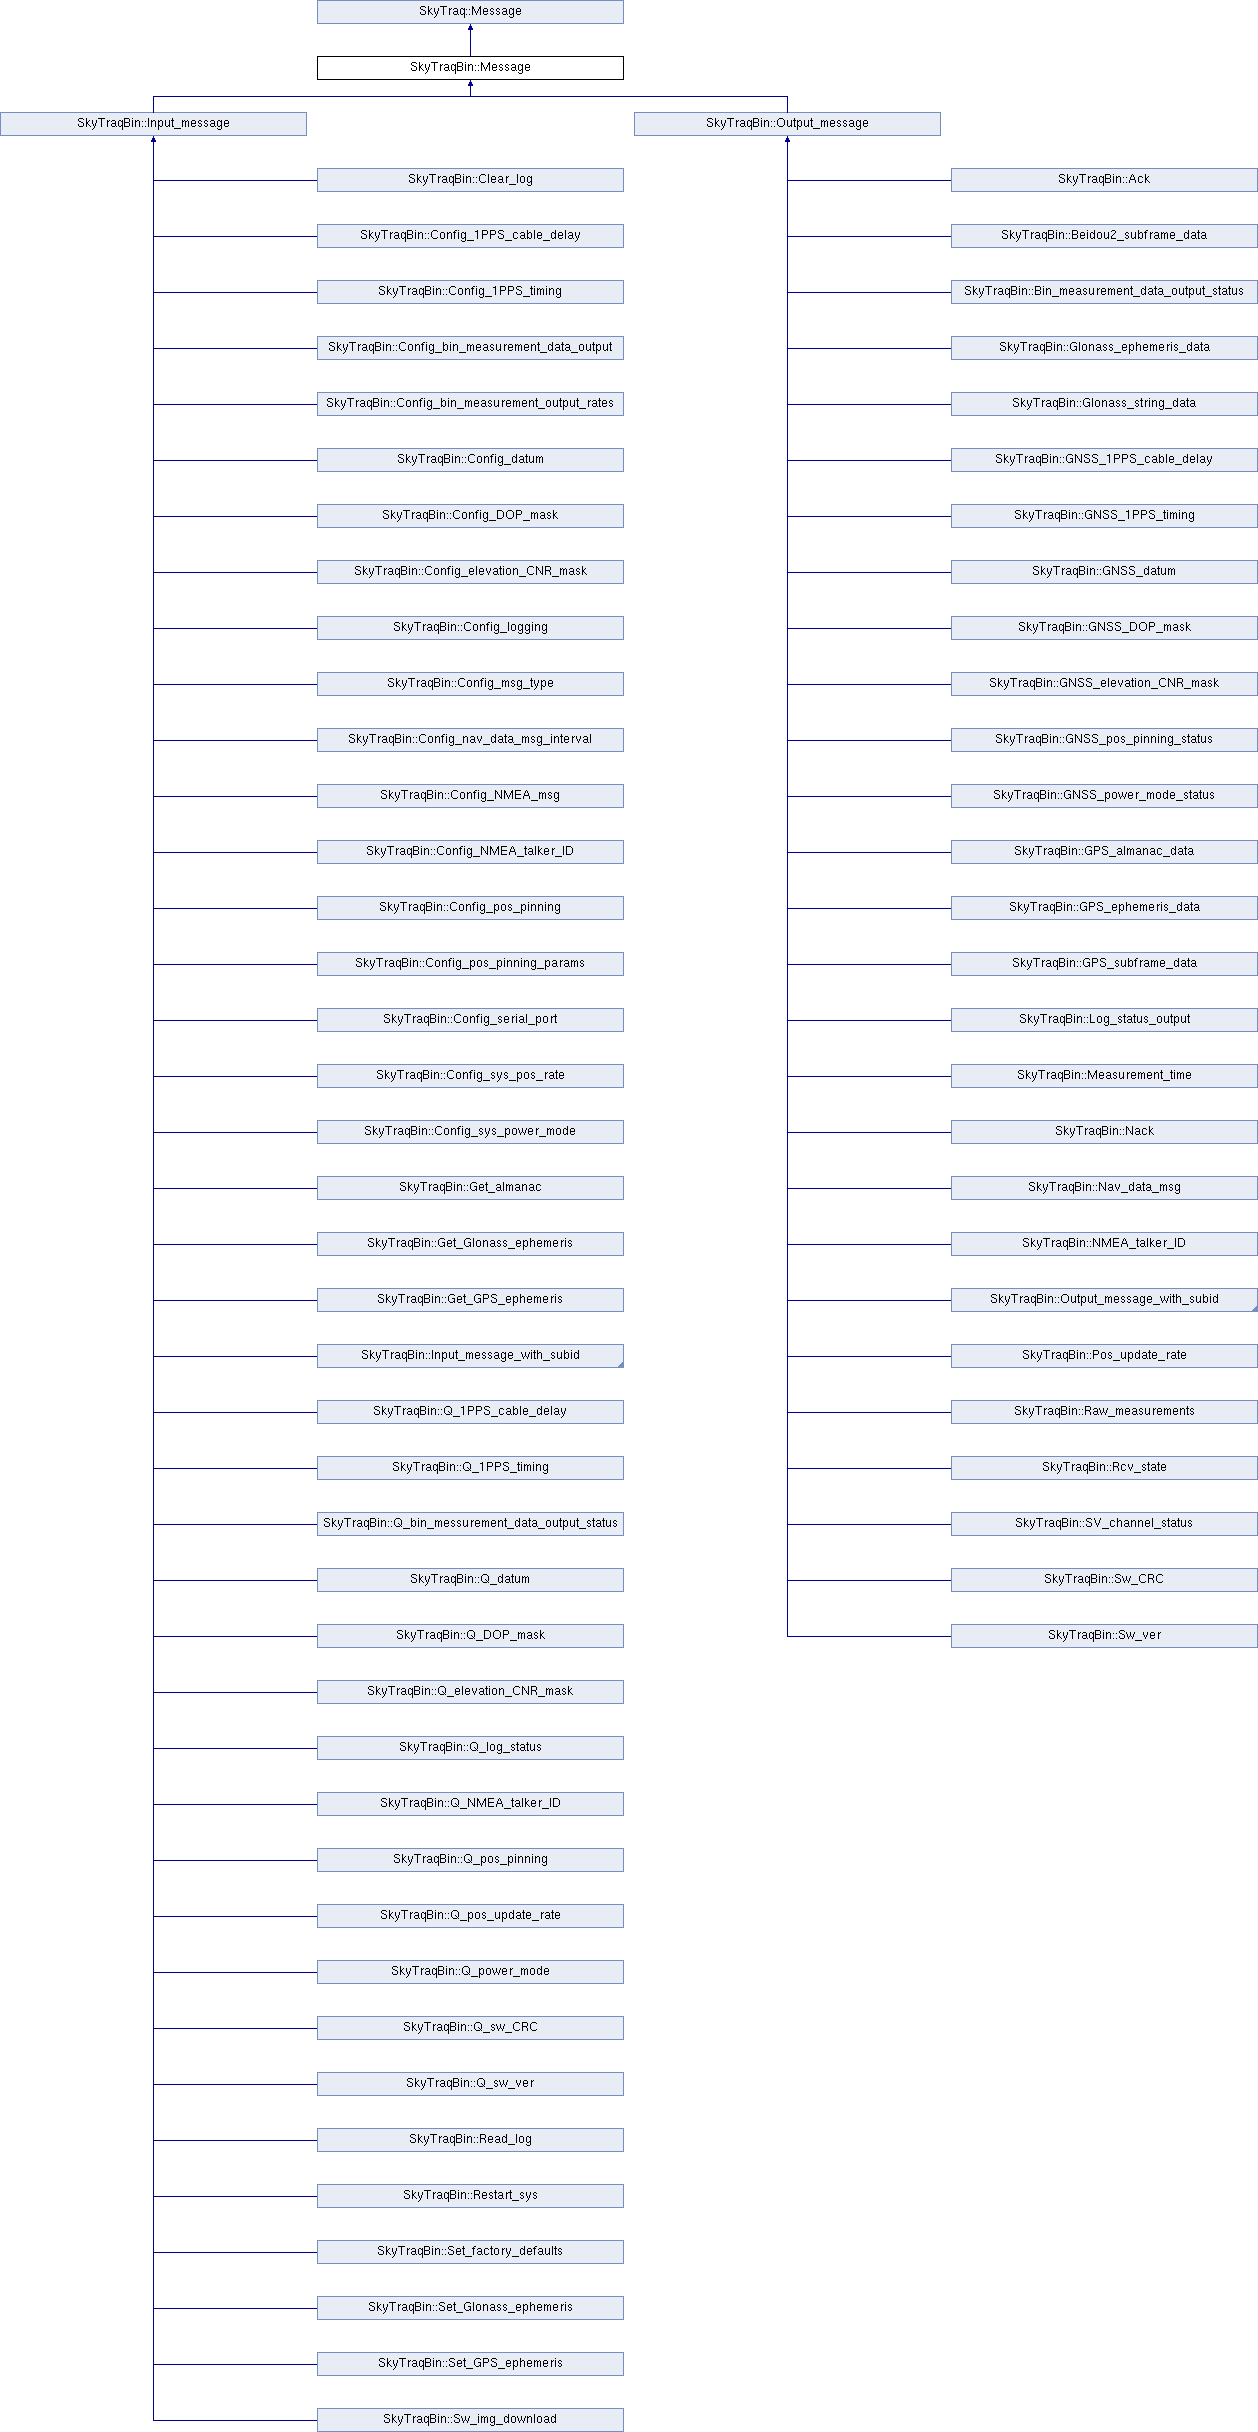 SkyTraq::Message
SkyTraqBin::Message
SkyTraqBin::Input_message
SkyTraqBin::Output_message
SkyTraqBin::Clear_log
SkyTraqBin::Ack
SkyTraqBin::Config_1PPS_cable_delay
SkyTraqBin::Beidou2_subframe_data
SkyTraqBin::Config_1PPS_timing
SkyTraqBin::Bin_measurement_data_output_status
SkyTraqBin::Config_bin_measurement_data_output
SkyTraqBin::Glonass_ephemeris_data
SkyTraqBin::Config_bin_measurement_output_rates
SkyTraqBin::Glonass_string_data
SkyTraqBin::Config_datum
SkyTraqBin::GNSS_1PPS_cable_delay
SkyTraqBin::Config_DOP_mask
SkyTraqBin::GNSS_1PPS_timing
SkyTraqBin::Config_elevation_CNR_mask
SkyTraqBin::GNSS_datum
SkyTraqBin::Config_logging
SkyTraqBin::GNSS_DOP_mask
SkyTraqBin::Config_msg_type
SkyTraqBin::GNSS_elevation_CNR_mask
SkyTraqBin::Config_nav_data_msg_interval
SkyTraqBin::GNSS_pos_pinning_status
SkyTraqBin::Config_NMEA_msg
SkyTraqBin::GNSS_power_mode_status
SkyTraqBin::Config_NMEA_talker_ID
SkyTraqBin::GPS_almanac_data
SkyTraqBin::Config_pos_pinning
SkyTraqBin::GPS_ephemeris_data
SkyTraqBin::Config_pos_pinning_params
SkyTraqBin::GPS_subframe_data
SkyTraqBin::Config_serial_port
SkyTraqBin::Log_status_output
SkyTraqBin::Config_sys_pos_rate
SkyTraqBin::Measurement_time
SkyTraqBin::Config_sys_power_mode
SkyTraqBin::Nack
SkyTraqBin::Get_almanac
SkyTraqBin::Nav_data_msg
SkyTraqBin::Get_Glonass_ephemeris
SkyTraqBin::NMEA_talker_ID
SkyTraqBin::Get_GPS_ephemeris
SkyTraqBin::Output_message_with_subid
SkyTraqBin::Input_message_with_subid
SkyTraqBin::Pos_update_rate
SkyTraqBin::Q_1PPS_cable_delay
SkyTraqBin::Raw_measurements
SkyTraqBin::Q_1PPS_timing
SkyTraqBin::Rcv_state
SkyTraqBin::Q_bin_messurement_data_output_status
SkyTraqBin::SV_channel_status
SkyTraqBin::Q_datum
SkyTraqBin::Sw_CRC
SkyTraqBin::Q_DOP_mask
SkyTraqBin::Sw_ver
SkyTraqBin::Q_elevation_CNR_mask
SkyTraqBin::Q_log_status
SkyTraqBin::Q_NMEA_talker_ID
SkyTraqBin::Q_pos_pinning
SkyTraqBin::Q_pos_update_rate
SkyTraqBin::Q_power_mode
SkyTraqBin::Q_sw_CRC
SkyTraqBin::Q_sw_ver
SkyTraqBin::Read_log
SkyTraqBin::Restart_sys
SkyTraqBin::Set_factory_defaults
SkyTraqBin::Set_Glonass_ephemeris
SkyTraqBin::Set_GPS_ephemeris
SkyTraqBin::Sw_img_download